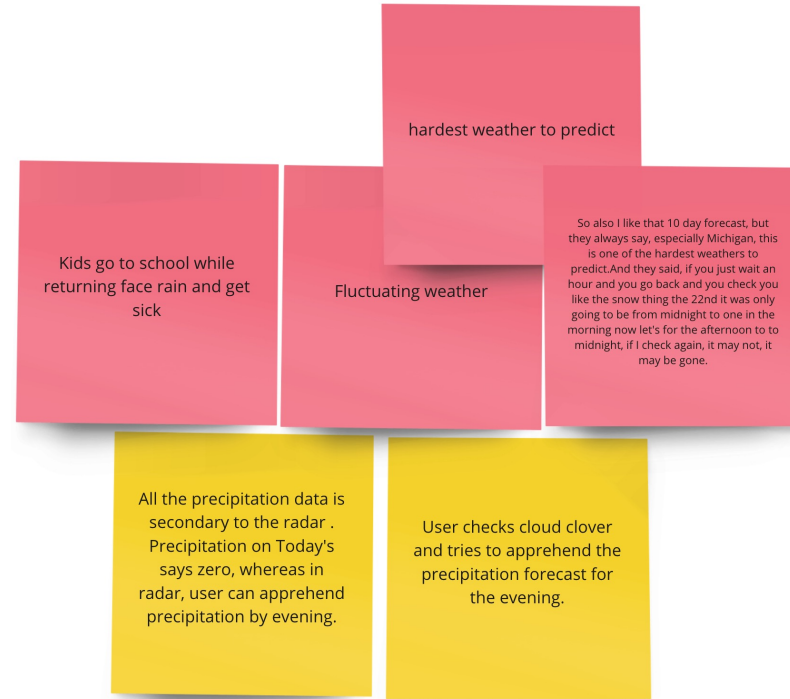 hardest weather to predict
Kids go to school while
returning face rain and get
sick
Fluctuating weather
So also I like that 10 day forecast, but
they always say, especially Michigan, this
is one of the hardest weathers to
predict.And they said, if you just wait an
hour and you go back and you check you
like the snow thing the 22nd it was only
going to be from midnight to one in the
morning now let's for the afternoon to to
midnight, if I check again, it may not, it
may be gone.
All the precipitation data is
secondary to the radar .
Precipitation on Today's
says zero, whereas in
radar, user can apprehend
precipitation by evening.
User checks cloud clover
and tries to apprehend the
precipitation forecast for
the evening.